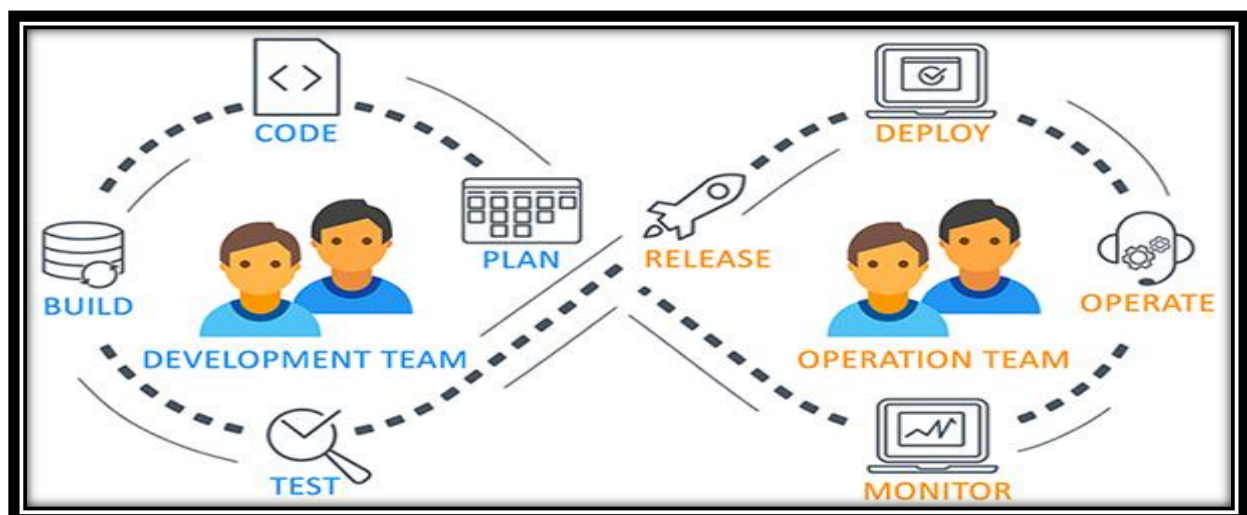 CODE
DEPLOY
PLAN
RELEASE
BUILD
OPERATE
DEVELOPMENT TEAM
OPERATION TEAM
TEST
MONITOR